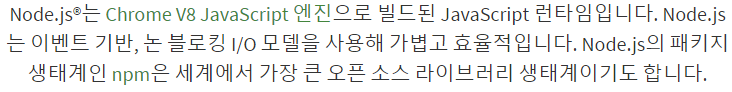 Node.js®는 Chrome V8 JavaScript 엔진으로 빌드된 JavaScript 런타임입니다. Node.js
는 이벤트 기반, 논 블로킹 I/O 모델을 사용해 가볍고 효율적입니다. Node.js의 패키지
생태계인 npm은 세계에서 가장 큰 오픈 소스 라이브러리 생태계이기도 합니다.